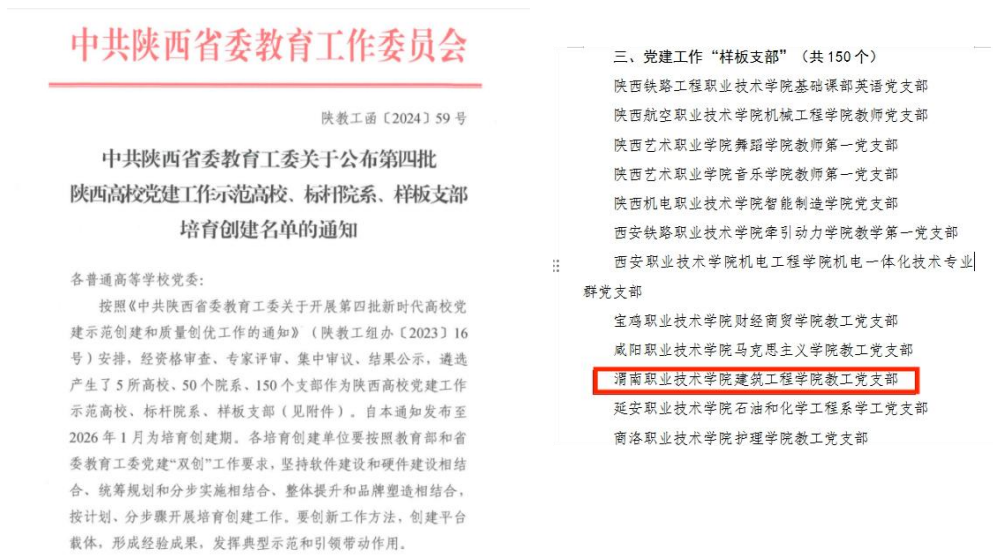 中共陕西省委教育工作委员会
陕教工函〔2024〕59 号
中共陕西省委教育工委关于公布第四批
陕西高校党建工作示范高校、标杆院系、样板支部
培育创建名单的通知
各普通高等学校党委:
按照《中共陕西省委教育工委关于开展第四批新时代高校党
建示范创建和质量创优工作的通知》（陕教工组办〔2023〕16
号）安排，经资格审查、专家评审、集中审议、结果公示，遴选
产生了 5 所高校、50 个院系、150 个支部作为陕西高校党建工作
示范高校、标杆院系、样板支部（见附件）。自本通知发布至
2026 年 1 月为培育创建期。各培育创建单位要按照教育部和省
委教育工委党建“双创”工作要求，坚持软件建设和硬件建设相结
合、统筹规划和分步实施相结合、整体提升和品牌塑造相结合，
按计划、分步骤开展培育创建工作。要创新工作方法，创建平台
载体，形成经验成果，发挥典型示范和引领带动作用。
三、党建工作“样板支部”（共 150 个）
陕西铁路工程职业技术学院基础课部英语党支部
陕西航空职业技术学院机械工程学院教师党支部
陕西艺术职业学院舞蹈学院教师第一党支部
陕西艺术职业学院音乐学院教师第一党支部
陕西机电职业技术学院智能制造学院党支部
西安铁路职业技术学院牵引动力学院教学第一党支部
西安职业技术学院机电工程学院机电一体化技术专业
群党支部
宝鸡职业技术学院财经商贸学院教工党支部
咸阳职业技术学院马克思主义学院教工党支部
渭南职业技术学院建筑工程学院教工党支部
延安职业技术学院石油和化学工程系学工党支部
商洛职业技术学院护理学院教工党支部